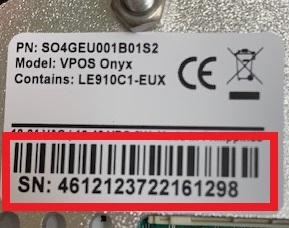 PN: SO4GEU001B01S2
Model: VPOS Onyx
Contains: LE910C1-EUX
CE
SN: 4612123722161298